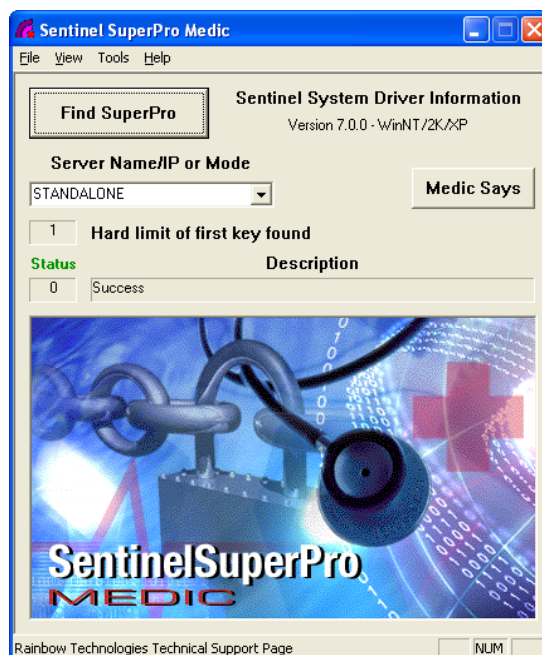 Sentinel SuperPro Medic
File View Tools Help
Find SuperPro
Sentinel System Driver Information
Version 7.0.0 - WinNT/2K/XP
Server Name/IP or Mode
STANDALONE
Medic Says
1 Hard limit of first key found
Status Description
0 Success
SentinelSuperPro
MEDIC
Rainbow Technologies Technical Support Page NUM